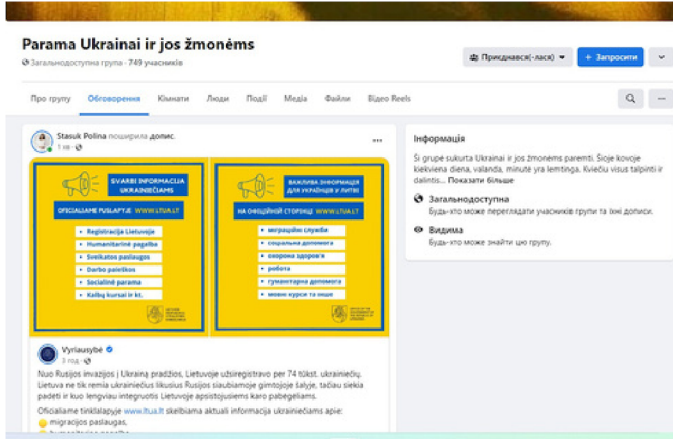 Parama Ukrainai ir jos žmonėms
Загальнодоступна група · 749 учасників
Приєднався(-лася)
+ Запросити
Про групу Обговорення Кімнати Люди Події Медіа Файли Відео Reels
Stasuk Polina поширила допис.
1 хв ·
SVARBI INFORMACIJA
UKRAINIEČIAMS
OFICIALIAME PUSLAPYJE WWW.LTUA.LT
• Registracija Lietuvoje
• Humanitarinė pagalba
• Sveikatos paslaugos
• Darbo paieškos
• Socialinė parama
• Kalbų kursai ir kt.
ВАЖЛИВА ІНФОРМАЦІЯ
ДЛЯ УКРАЇНЦІВ У ЛИТВІ
НА ОФІЦІЙНІЙ СТОРІНЦІ WWW.LTUA.LT
• міграційні служби
• соціальна допомога
• охорона здоров'я
• робота
• гуманітарна допомога
• мовні курси та інше
Vyriausybė
3 год ·
Nuo Rusijos invazijos į Ukrainą pradžios, Lietuvoje užsiregistravo per 74 tūkst. ukrainiečių.
Lietuva ne tik remia ukrainiečius likusius Rusijos siaubiamoje gimtojoje šalyje, tačiau siekia
padėti ir kuo lengviau integruotis Lietuvoje apsistojusiems karo pabėgėliams.
Oficialiame tinklalapyje www.ltua.lt skelbiama aktuali informacija ukrainiečiams apie:
migracijos paslaugas,
Інформація
Ši grupė sukurta Ukrainai ir jos žmonėms paremti. Šioje kovoje
kiekviena diena, valanda, minutė yra lemtinga. Kviečiu visus talpinti ir
dalintis... Показати більше
Загальнодоступна
Будь-хто може переглядати учасників групи та їхні дописи.
Видима
Будь-хто може знайти цю групу.